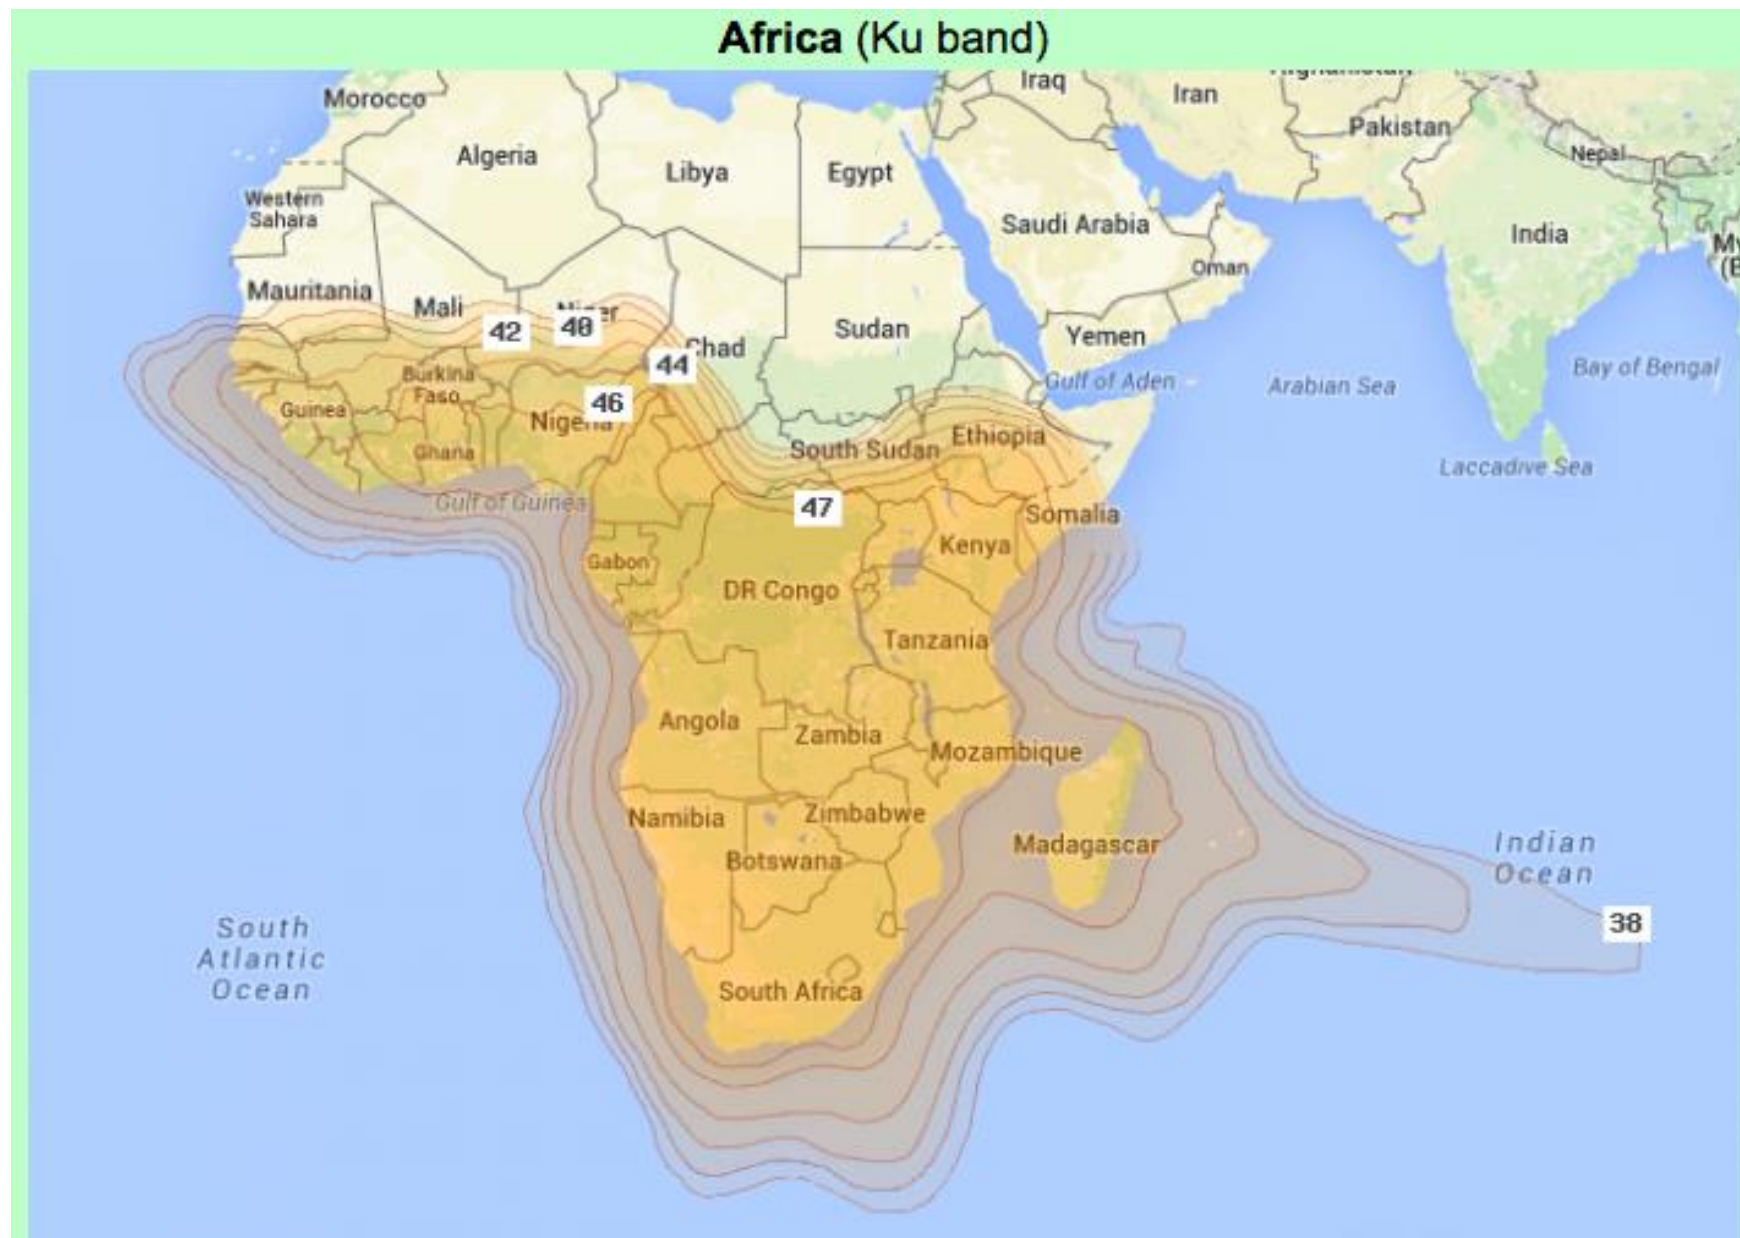 Africa (Ku band)
Iraq
Iran
Morocco
Pakistan
Algeria
Nepal
Libya
Egypt
Western
Sahara
Saudi Arabia
India
Oman
Mauritania
Mali
42
40
Sudan
Yemen
44
Chad
Burkina
Faso
Gulf of Aden
Arabian Sea
Bay of Bengal
46
Guinea
Nigeria
Ghana
South Sudan
Ethiopia
Laccadive Sea
Gulf of Guinea
47
Somalia
Gabon
Kenya
DR Congo
Tanzania
Angola
Zambia
Mozambique
Namibia
Zimbabwe
Botswana
Madagascar
Indian
Ocean
38
South
Atlantic
Ocean
South Africa